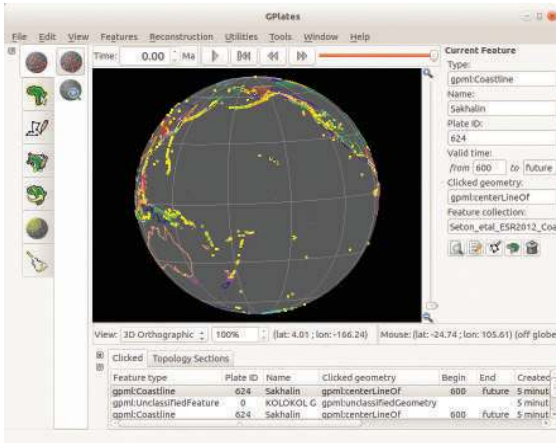 GPlates
File Edit View Features Reconstruction Utilities Tools Window Help
Time: 0.00 Ma
Current Feature
Type:
gpml:Coastline
Name:
Sakhalin
Plate ID:
624
Valid time:
from 600 to future
Clicked geometry:
gpml:centerLineOf
Feature collection:
Seton_etal_ESR2012_Coa
View: 3D Orthographic 100% (lat: 4.01 ; lon: -166.24) Mouse: (lat: -24.74 ; lon: 105.61) (off globe
Clicked Topology Sections
Feature type Plate ID Name Clicked geometry Begin End Created
gpml:Coastline 624 Sakhalin gpml:centerLineOf 600 future 5 minut
gpml:UnclassifiedFeature 0 KOLOKOL G gpml:unclassifiedGeometry 5 minut
gpml:Coastline 624 Sakhalin gpml:centerLineOf 600 future 5 minut